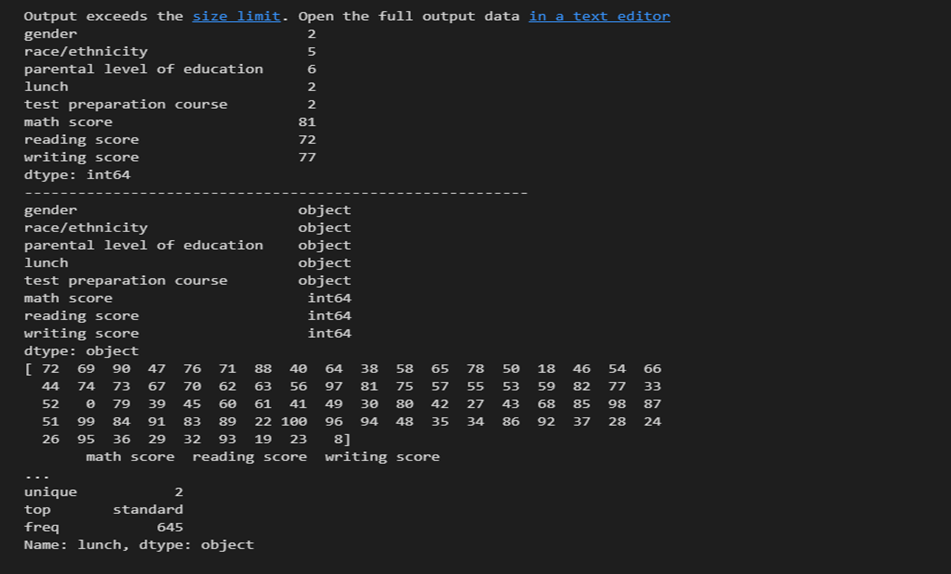 Output exceeds the size limit. Open the full output data in a text editor
gender                             2
race/ethnicity                     5
parental level of education        6
lunch                              2
test preparation course            2
math score                        81
reading score                     72
writing score                     77
dtype: int64
---------------------------------------------------------
gender                         object
race/ethnicity                 object
parental level of education    object
lunch                          object
test preparation course        object
math score                      int64
reading score                   int64
writing score                   int64
dtype: object
[ 72  69  90  47  76  71  88  40  64  38  58  65  78  50  18  46  54  66
  44  74  73  67  70  62  63  56  97  81  75  57  55  53  59  82  77  33
  52   0  79  39  45  60  61  41  49  30  80  42  27  43  68  85  98  87
  51  99  84  91  83  89  22 100  96  94  48  35  34  86  92  37  28  24
  26  95  36  29  32  93  19  23   8]
       math score  reading score  writing score
...
unique           2
top       standard
freq           645
Name: lunch, dtype: object